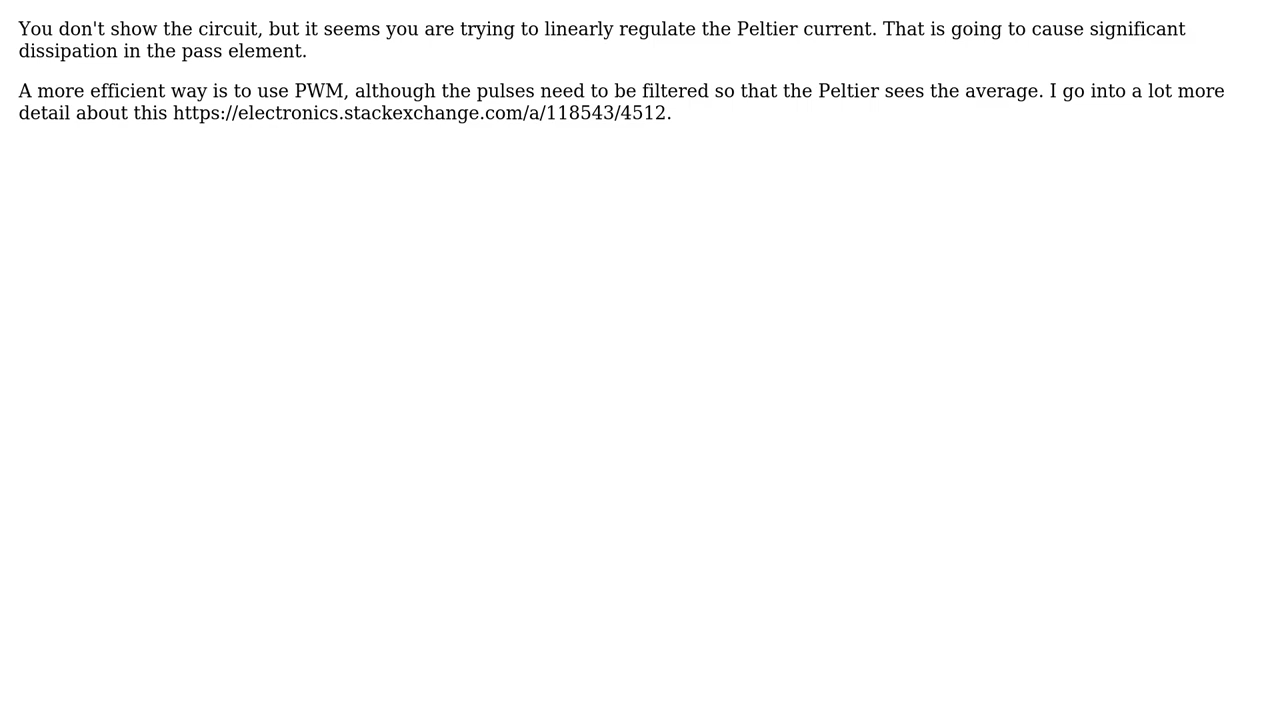 You don't show the circuit, but it seems you are trying to linearly regulate the Peltier current. That is going to cause significant
dissipation in the pass element.
A more efficient way is to use PWM, although the pulses need to be filtered so that the Peltier sees the average. I go into a lot more
detail about this https://electronics.stackexchange.com/a/118543/4512.